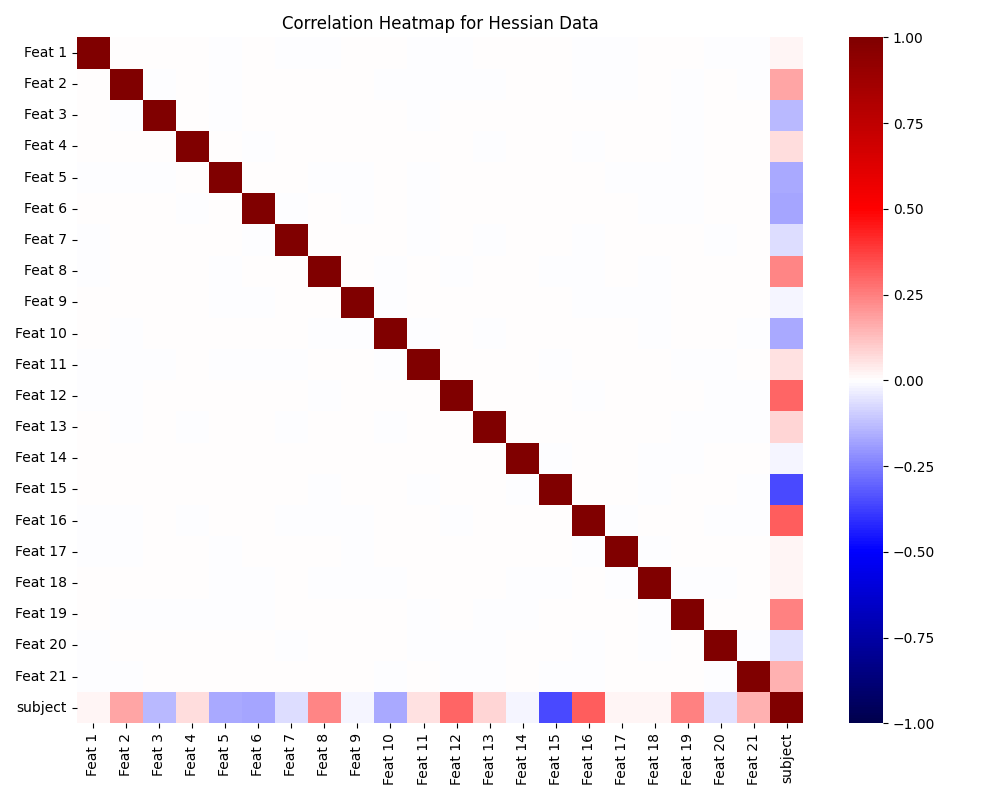 Correlation Heatmap for Hessian Data
Feat 1
Feat 2
Feat 3
Feat 4
Feat 5
Feat 6
Feat 7
Feat 8
Feat 9
Feat 10
Feat 11
Feat 12
Feat 13
Feat 14
Feat 15
Feat 16
Feat 17
Feat 18
Feat 19
Feat 20
Feat 21
subject
Feat 1
Feat 2
Feat 3
Feat 4
Feat 5
Feat 6
Feat 7
Feat 8
Feat 9
Feat 10
Feat 11
Feat 12
Feat 13
Feat 14
Feat 15
Feat 16
Feat 17
Feat 18
Feat 19
Feat 20
Feat 21
subject
1.00
0.75
0.50
0.25
0.00
−0.25
−0.50
−0.75
−1.00